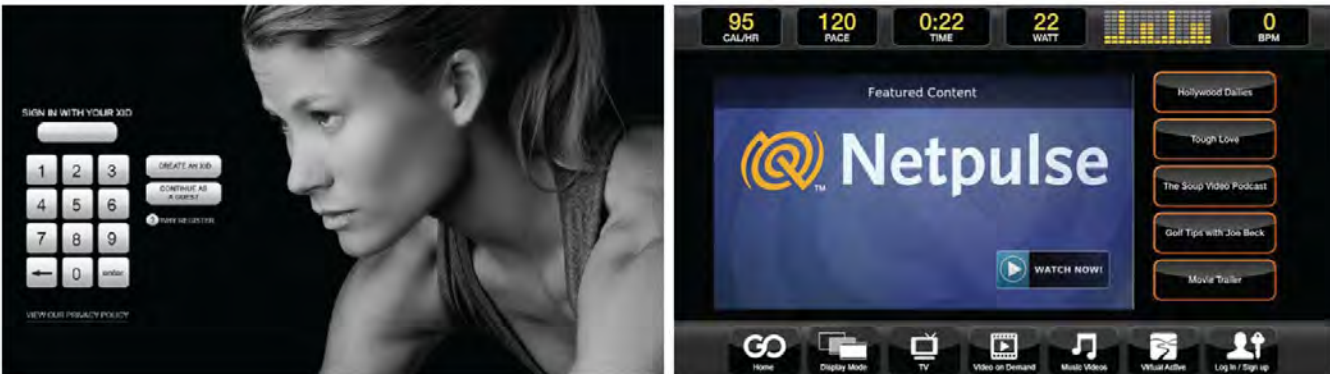 SIGN IN WITH YOUR XID
1 2 3
CREATE AN XID
4 5 6
CONTINUE AS
A GUEST
? WHY REGISTER
7 8 9
0 enter
VIEW OUR PRIVACY POLICY
95 120 0:22 22 0
CAL/HR PACE TIME WATT BPM
Featured Content
Netpulse™
WATCH NOW!
Hollywood Dailies
Tough Love
The Soup Video Podcast
Golf Tips with Joe Beck
Movie Trailer
GO
Home Display Mode TV Video on Demand Music Videos Virtual Active Log In / Sign up